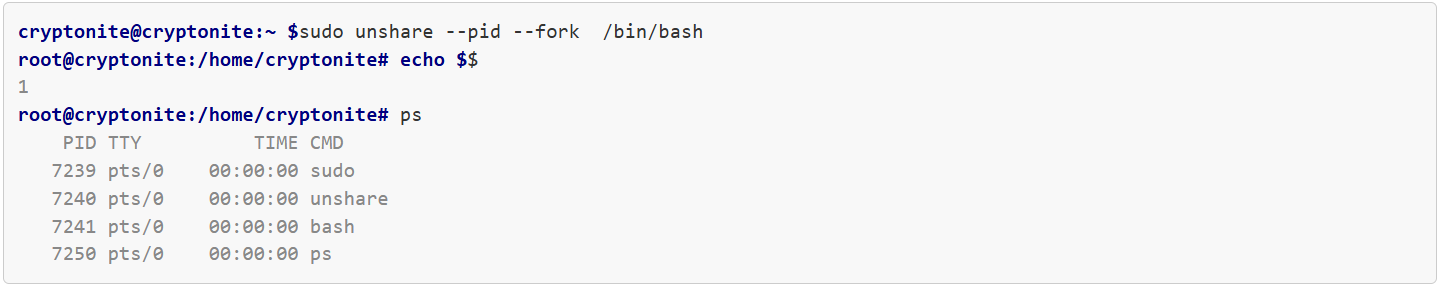 cryptonite@cryptonite:~ $sudo unshare --pid --fork  /bin/bash
root@cryptonite:/home/cryptonite# echo $$
1
root@cryptonite:/home/cryptonite# ps
    PID TTY          TIME CMD
   7239 pts/0    00:00:00 sudo
   7240 pts/0    00:00:00 unshare
   7241 pts/0    00:00:00 bash
   7250 pts/0    00:00:00 ps